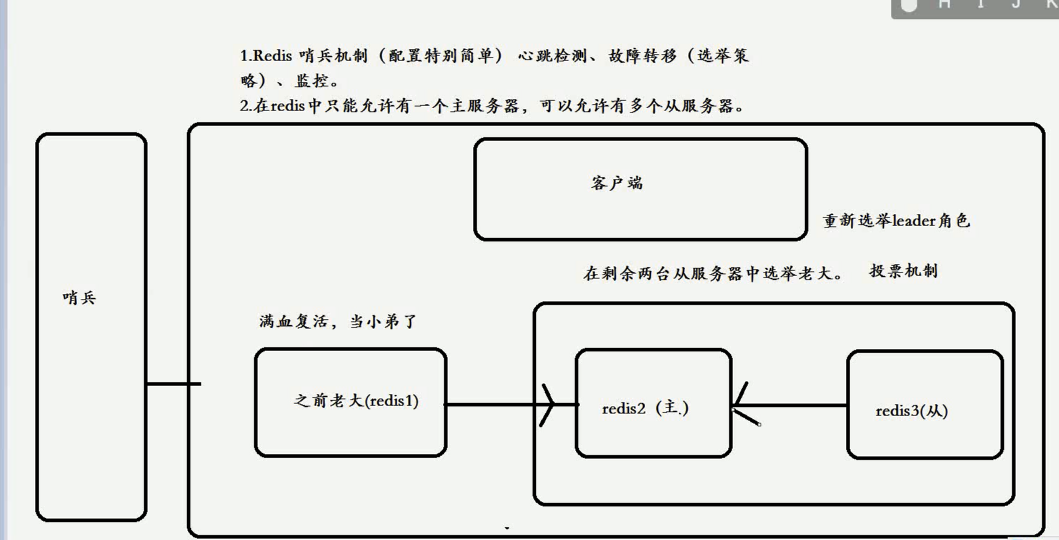 H I J K
1.Redis 哨兵机制（配置特别简单） 心跳检测、故障转移（选举策
略）、监控。
2.在redis中只能允许有一个主服务器，可以允许有多个从服务器。
客户端
重新选举leader角色
在剩余两台从服务器中选举老大。 投票机制
哨兵
满血复活，当小弟了
之前老大(redis1)
redis2（主.）
redis3(从)